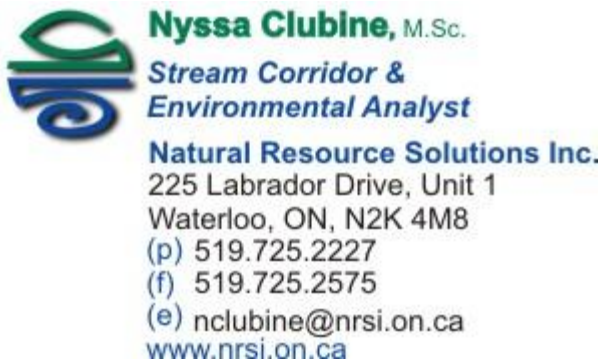 Nyssa Clubine, M.Sc.
Stream Corridor &
Environmental Analyst
Natural Resource Solutions Inc.
225 Labrador Drive, Unit 1
Waterloo, ON, N2K 4M8
(p) 519.725.2227
(f) 519.725.2575
(e) nclubine@nrsi.on.ca
www.nrsi.on.ca